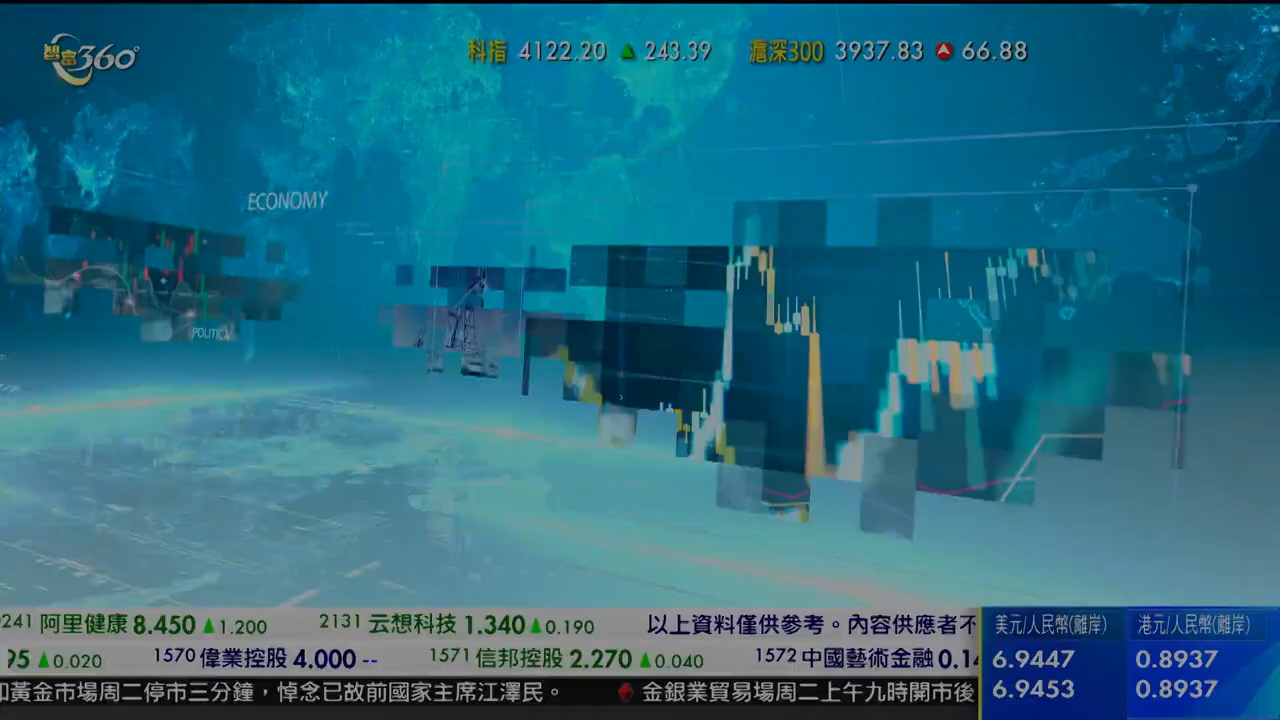 智富360°
科指 4122.20 ▲ 243.39 滬深300 3937.83 66.88
ECONOMY
POLITICA
241 阿里健康 8.450 ▲1.200 2131 云想科技 1.340 ▲0.190 以上資料僅供參考。內容供應者不
95 ▲0.020 1570 偉業控股 4.000 -- 1571 信邦控股 2.270 ▲0.040 1572 中國藝術金融 0.14
和黃金市場周二停市三分鐘，悼念已故前國家主席江澤民。 金銀業貿易場周二上午九時開市後
美元/人民幣(離岸) 港元/人民幣(離岸)
6.9447 0.8937
6.9453 0.8937